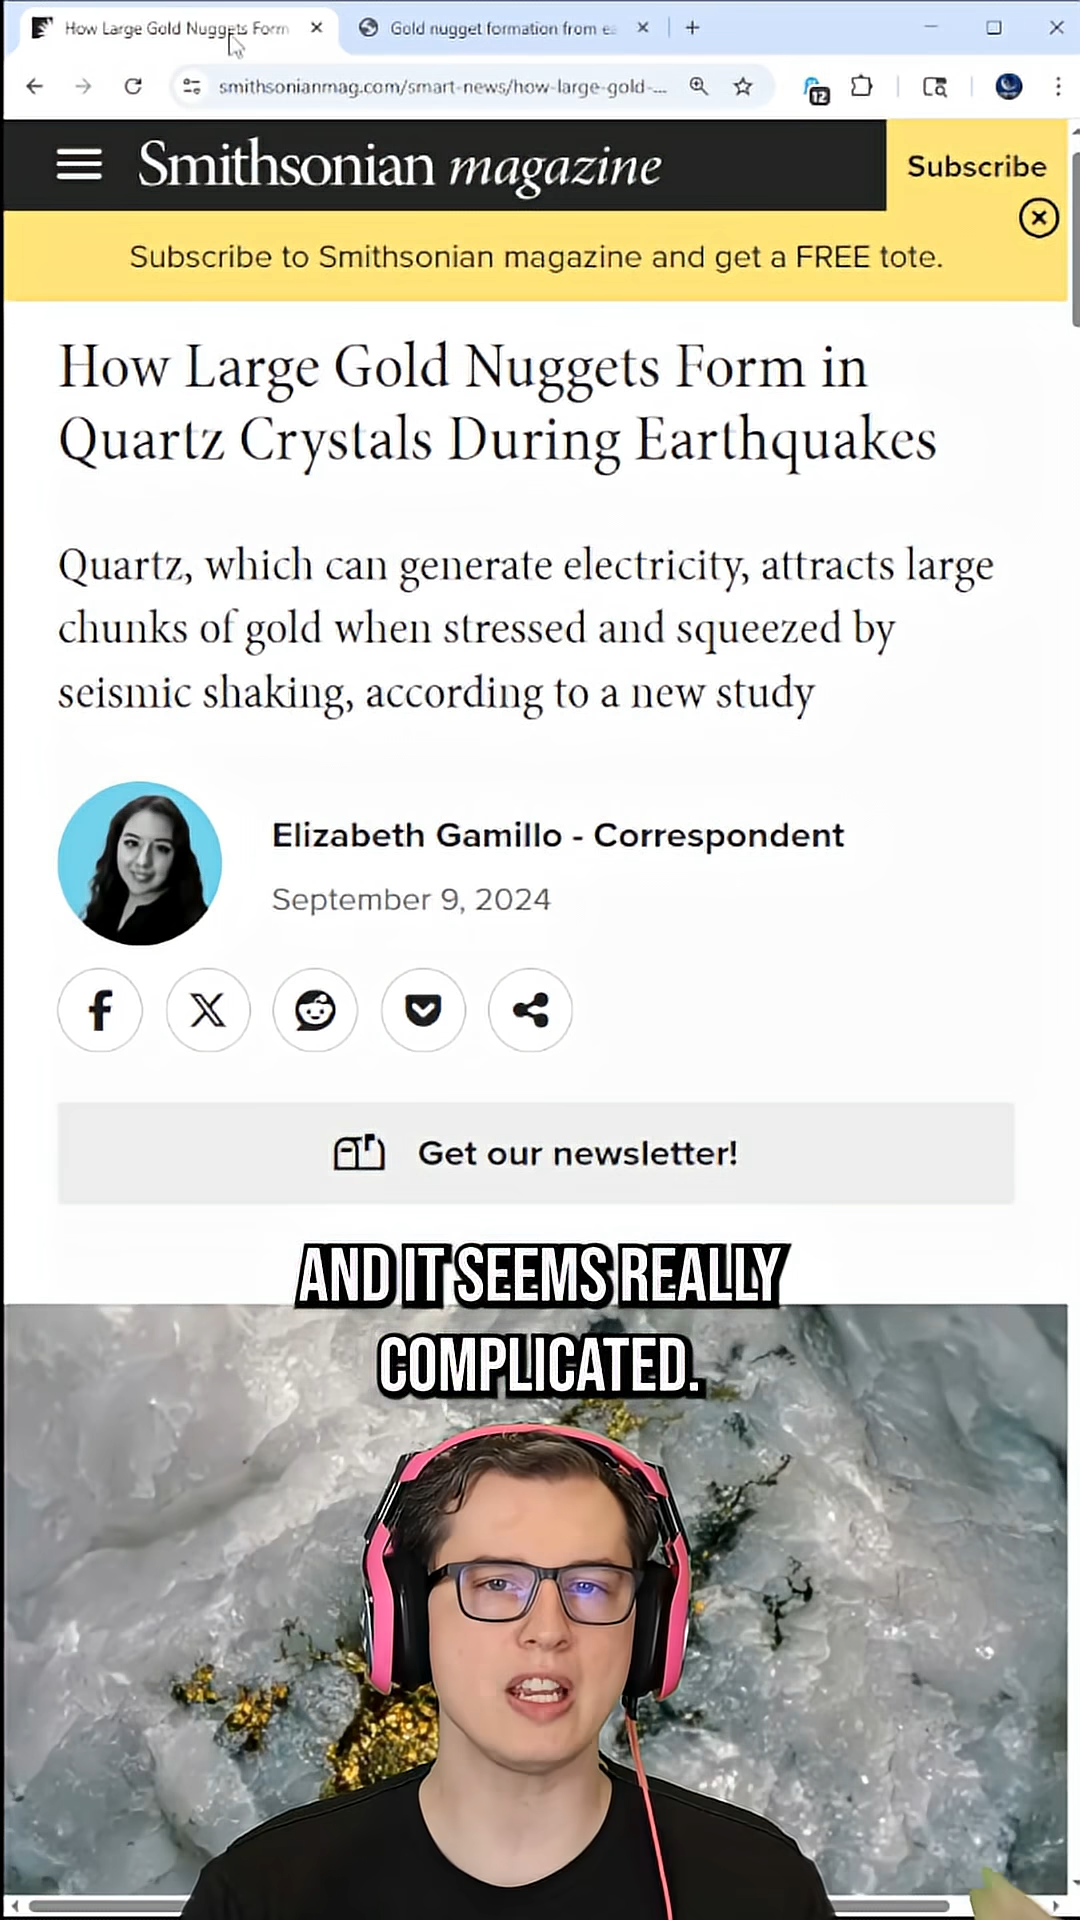 How Large Gold Nuggets Form
Gold nugget formation from e
smithsonianmag.com/smart-news/how-large-gold-...
12
Smithsonian magazine
Subscribe
Subscribe to Smithsonian magazine and get a FREE tote.
How Large Gold Nuggets Form in
Quartz Crystals During Earthquakes
Quartz, which can generate electricity, attracts large
chunks of gold when stressed and squeezed by
seismic shaking, according to a new study
Elizabeth Gamillo - Correspondent
September 9, 2024
Get our newsletter!
AND IT SEEMS REALLY
COMPLICATED.